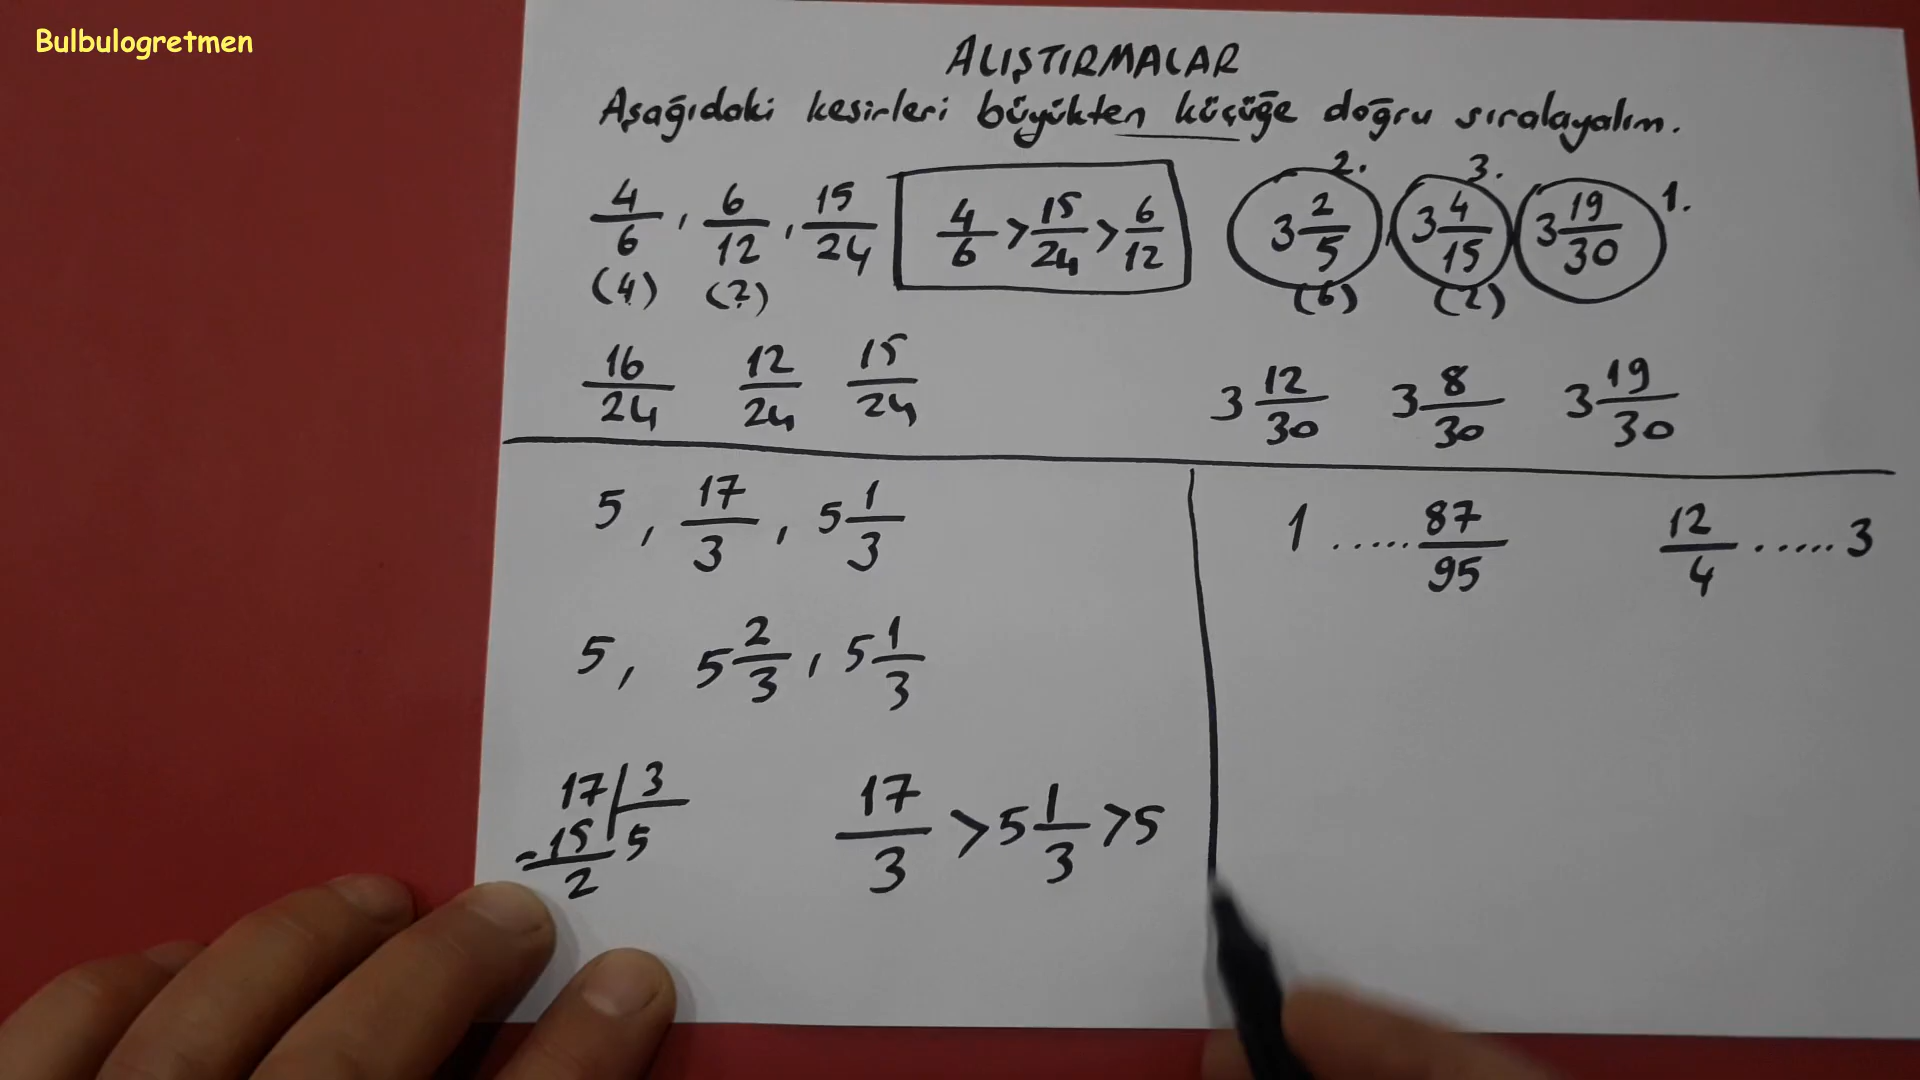 Bulbulogretmen
ALIŞTIRMALAR
Aşağıdaki kesirleri büyükten küçüğe doğru sıralayalım.
4/6, 6/12, 15/24
(4) (2)
4/6 > 15/24 > 6/12
16/24 12/24 15/24
2. 3. 1.
3 2/5, 3 4/15, 3 19/30
(6) (2)
3 12/30 3 8/30 3 19/30
5, 17/3, 5 1/3
5, 5 2/3, 5 1/3
17 | 3
- 15 | 5
2
17/3 > 5 1/3 > 5
1 ..... 87/95
12/4 ..... 3